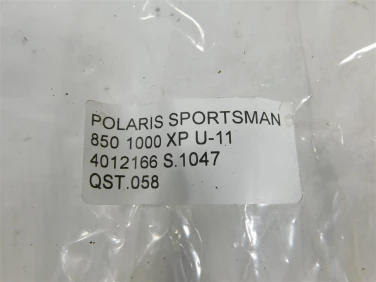 POLARIS SPORTSMAN
850 1000 XP U-11
4012166 S.1047
QST.058